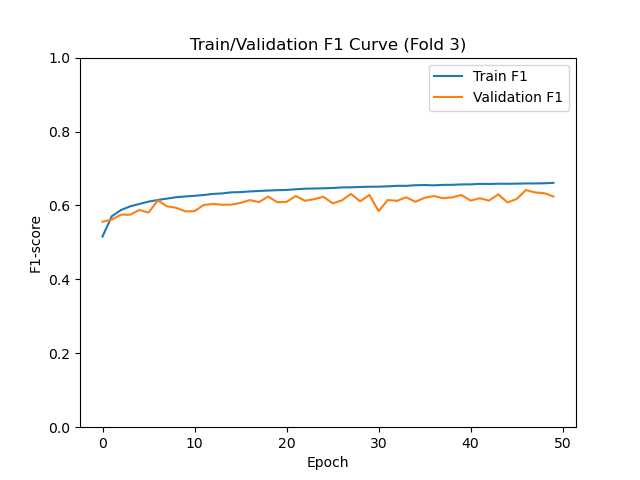 Train/Validation F1 Curve (Fold 3)
Train F1
Validation F1
F1-score
1.0
0.8
0.6
0.4
0.2
0.0
0 10 20 30 40 50
Epoch